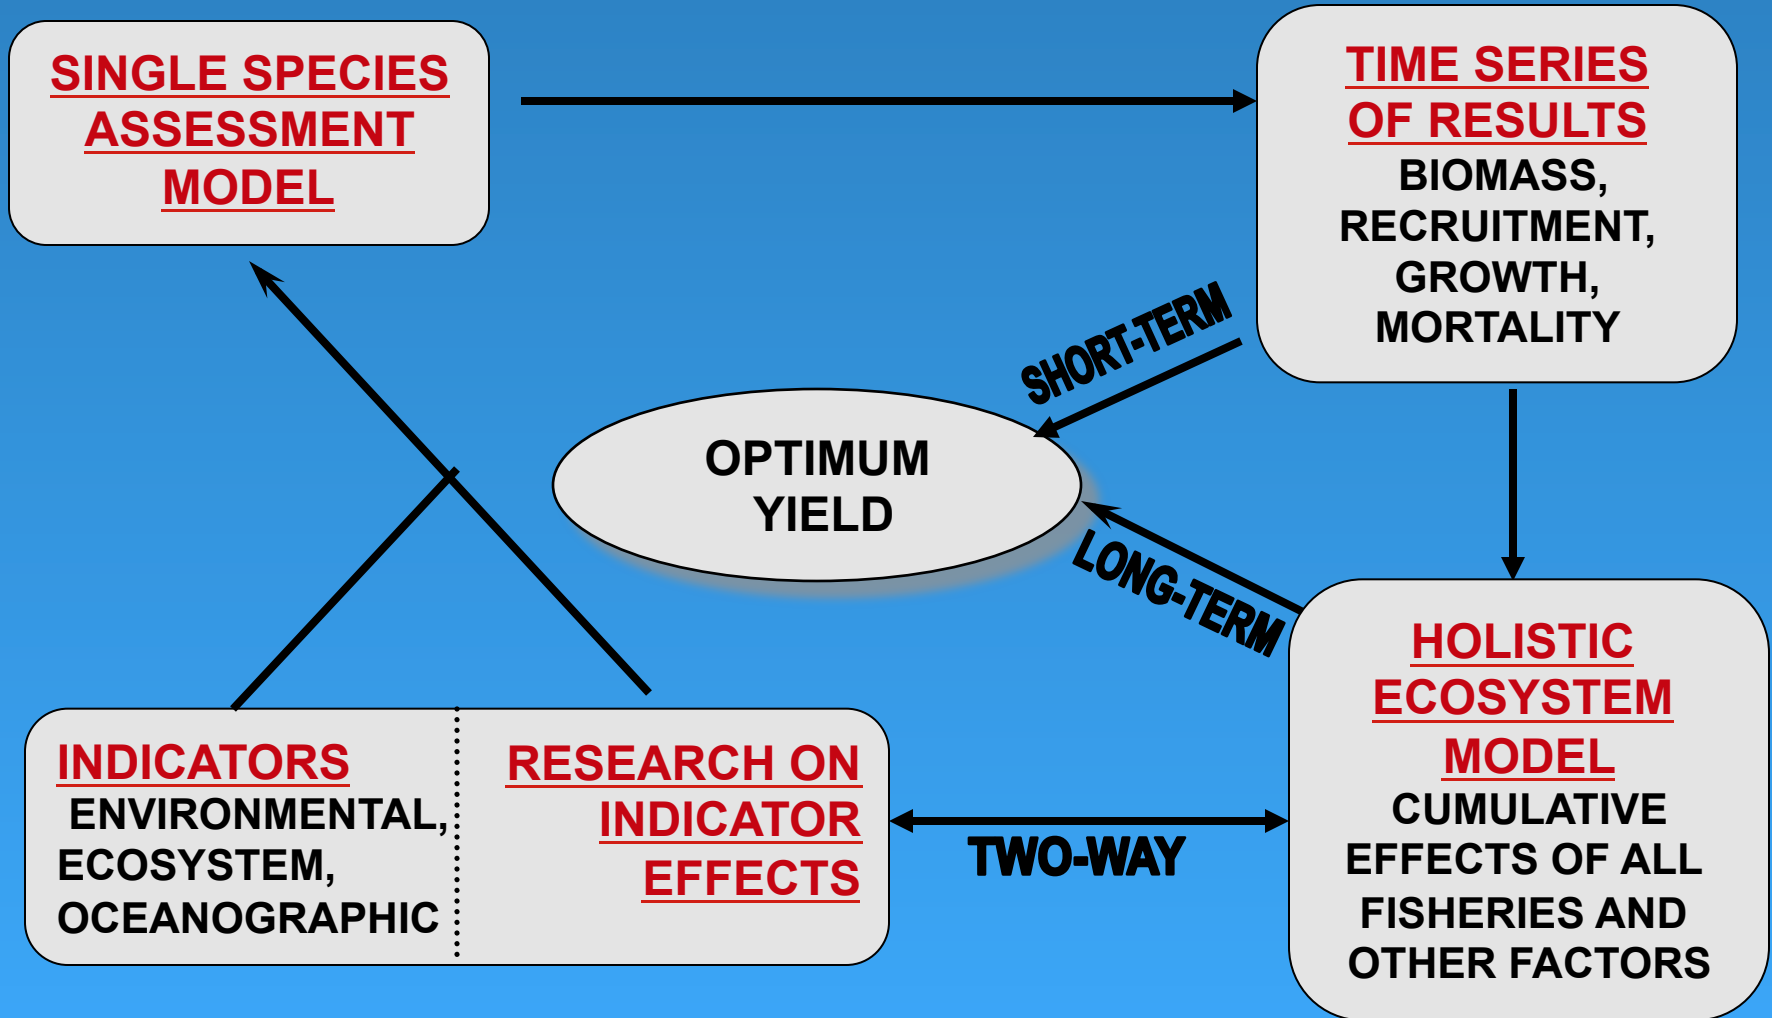 SINGLE SPECIES
ASSESSMENT
MODEL
TIME SERIES
OF RESULTS
BIOMASS,
RECRUITMENT,
GROWTH,
MORTALITY
SHORT-TERM
OPTIMUM
YIELD
LONG-TERM
INDICATORS
ENVIRONMENTAL,
ECOSYSTEM,
OCEANOGRAPHIC
RESEARCH ON
INDICATOR
EFFECTS
TWO-WAY
HOLISTIC
ECOSYSTEM
MODEL
CUMULATIVE
EFFECTS OF ALL
FISHERIES AND
OTHER FACTORS